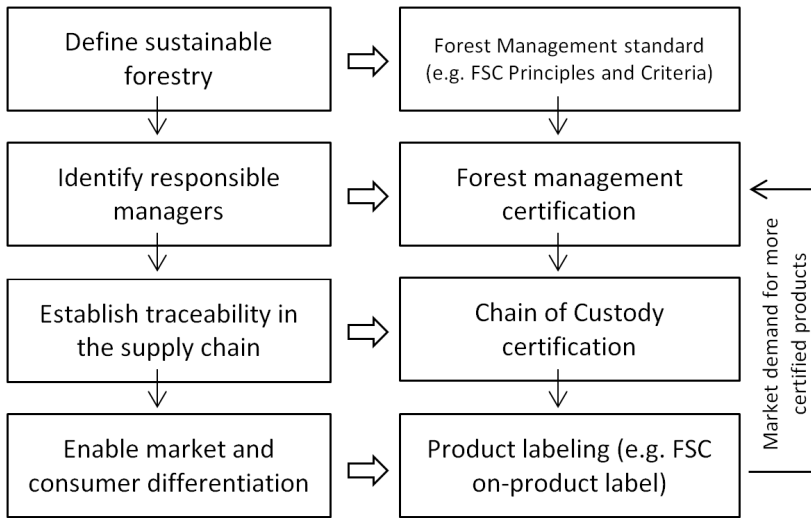 Define sustainable
forestry
Forest Management standard
(e.g. FSC Principles and Criteria)
Identify responsible
managers
Forest management
certification
Establish traceability in
the supply chain
Chain of Custody
certification
Enable market and
consumer differentiation
Product labeling (e.g. FSC
on-product label)
Market demand for more
certified products